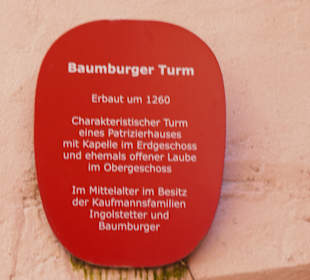 Baumburger Turm
Erbaut um 1260
Charakteristischer Turm
eines Patrizierhauses
mit Kapelle im Erdgeschoss
und ehemals offener Laube
im Obergeschoss
Im Mittelalter im Besitz
der Kaufmannsfamilien
Ingolstetter und
Baumburger